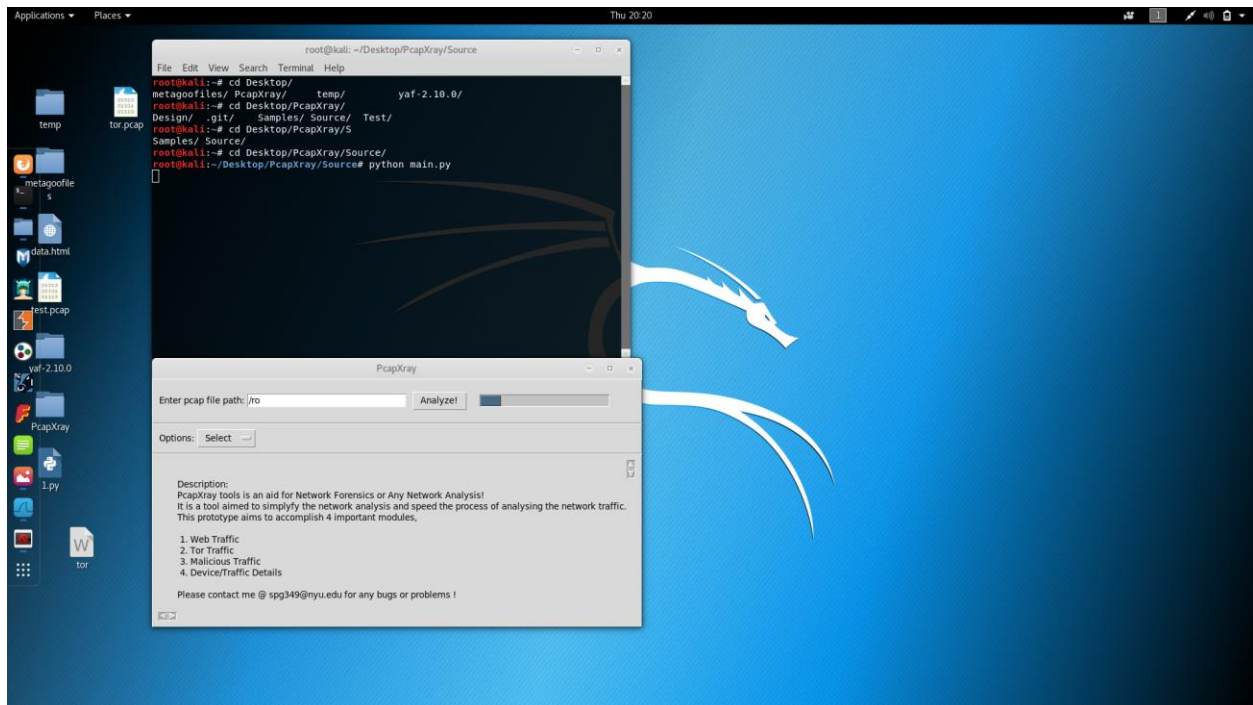 Applications Places Thu 20:20 1
root@kali: ~/Desktop/PcapXray/Source
File Edit View Search Terminal Help
root@kali:~# cd Desktop/
metagoofiles/ PcapXray/ temp/ yaf-2.10.0/
root@kali:~# cd Desktop/PcapXray/
Design/ .git/ Samples/ Source/ Test/
root@kali:~# cd Desktop/PcapXray/S
Samples/ Source/
root@kali:~# cd Desktop/PcapXray/Source/
root@kali:~/Desktop/PcapXray/Source# python main.py
temp
tor.pcap
metagoofile
s
data.html
test.pcap
yaf-2.10.0
PcapXray
1.py
tor
PcapXray
Enter pcap file path: /ro Analyze!
Options: Select
Description:
PcapXray tools is an aid for Network Forensics or Any Network Analysis!
It is a tool aimed to simplyfy the network analysis and speed the process of analysing the network traffic.
This prototype aims to accomplish 4 important modules,
1. Web Traffic
2. Tor Traffic
3. Malicious Traffic
4. Device/Traffic Details
Please contact me @ spg349@nyu.edu for any bugs or problems !